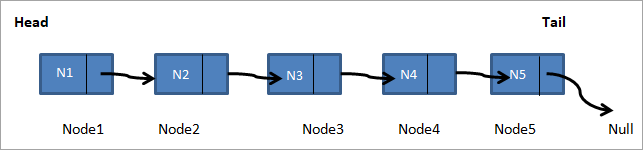 Head Tail
N1 N2 N3 N4 N5
Node1 Node2 Node3 Node4 Node5 Null